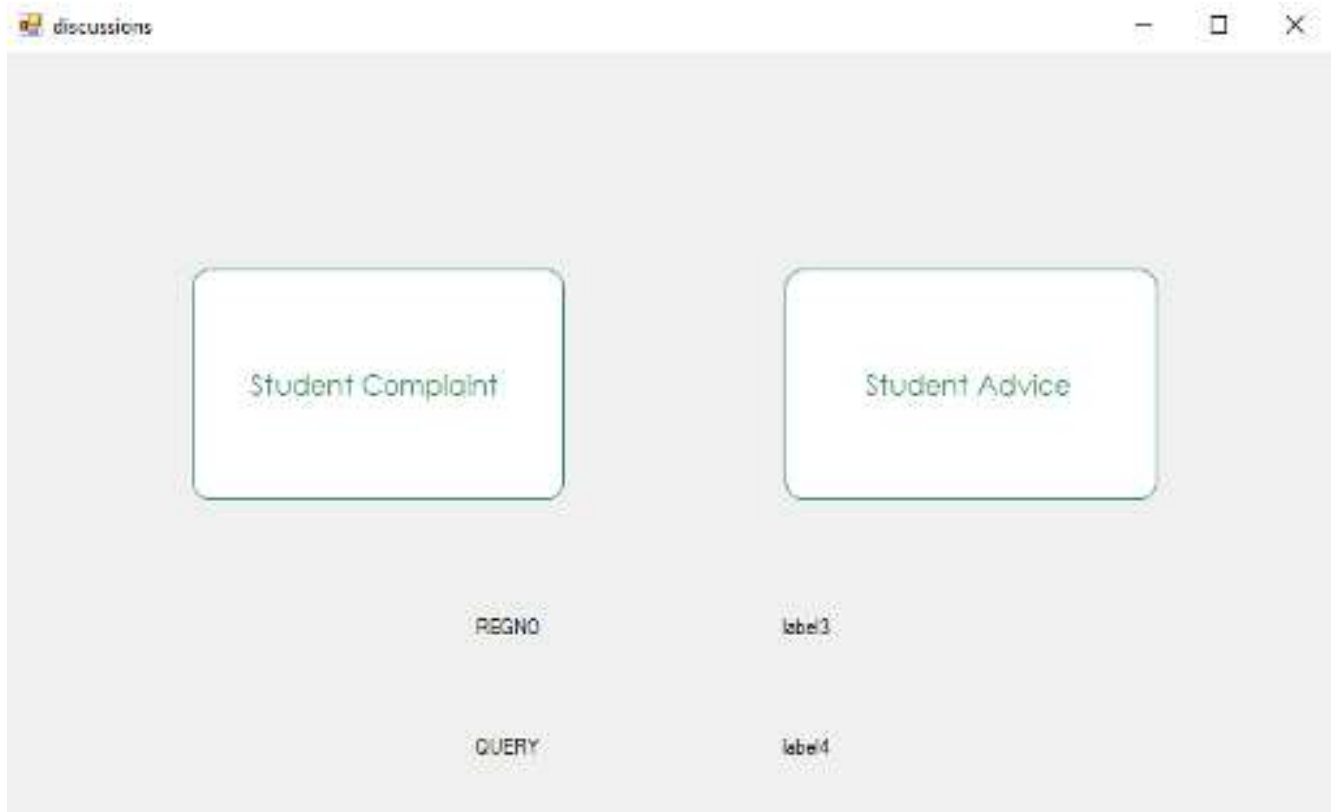 discussions
Student Complaint
Student Advice
REGNO label3
QUERY label4